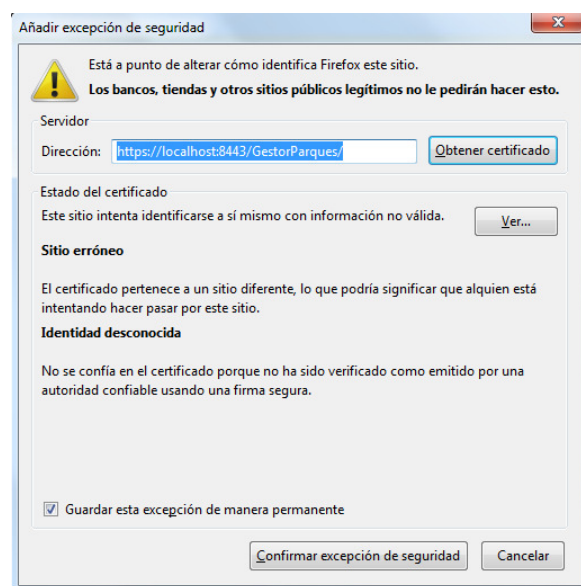 Añadir excepción de seguridad
Está a punto de alterar cómo identifica Firefox este sitio.
Los bancos, tiendas y otros sitios públicos legítimos no le pedirán hacer esto.
Servidor
Dirección: https://localhost:8443/GestorParques/ Obtener certificado
Estado del certificado
Este sitio intenta identificarse a sí mismo con información no válida. Ver...
Sitio erróneo
El certificado pertenece a un sitio diferente, lo que podría significar que alguien está
intentando hacer pasar por este sitio.
Identidad desconocida
No se confía en el certificado porque no ha sido verificado como emitido por una
autoridad confiable usando una firma segura.
Guardar esta excepción de manera permanente
Confirmar excepción de seguridad Cancelar